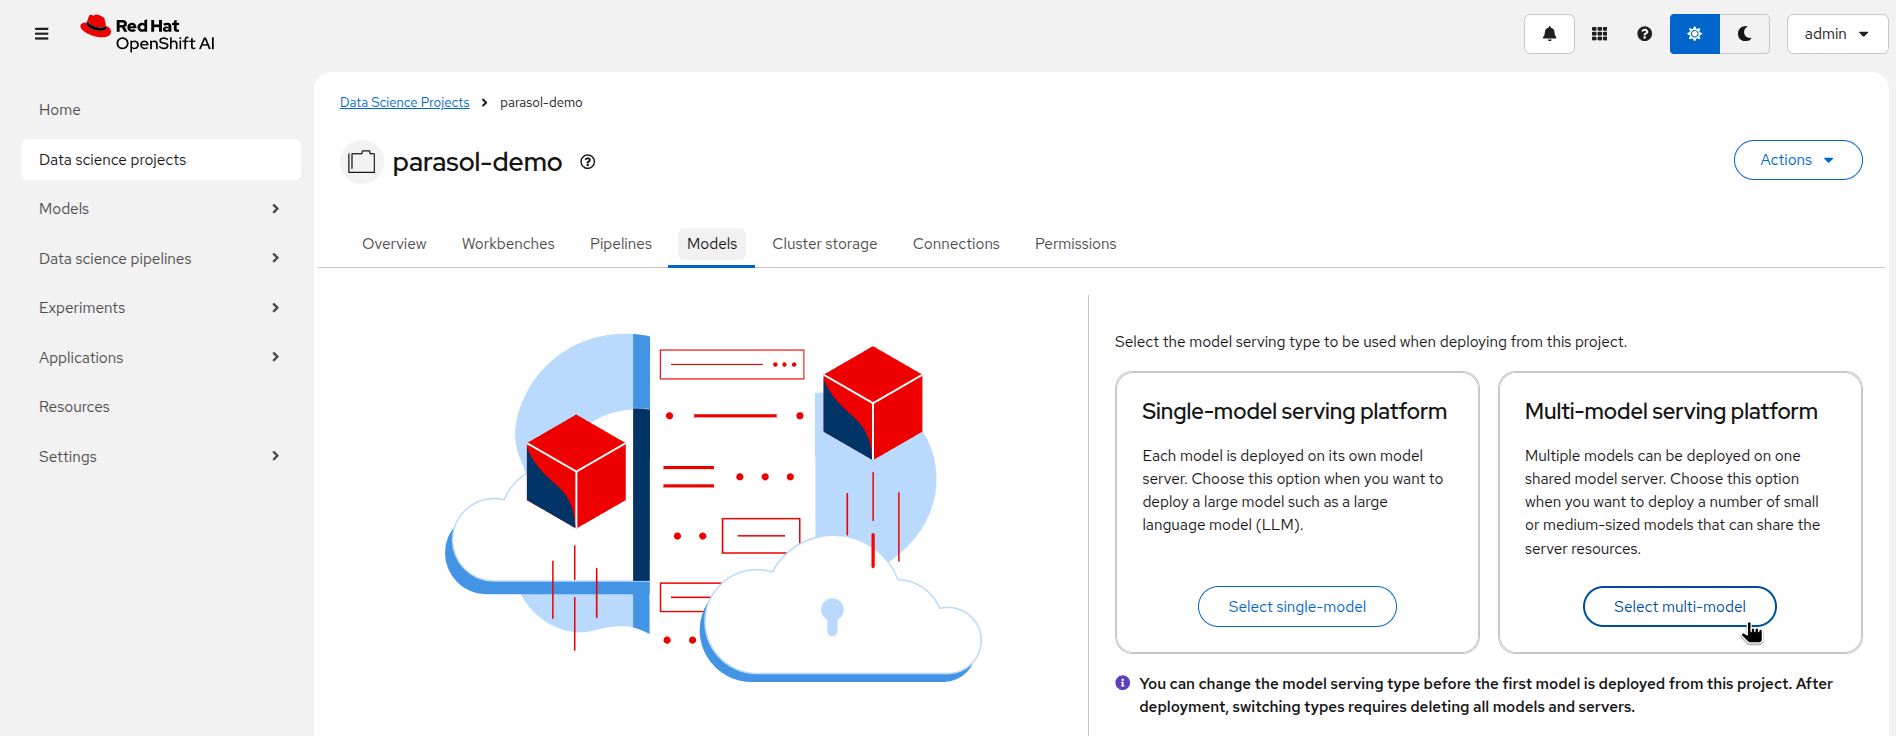 Red Hat
OpenShift AI
admin
Home
Data science projects
Models
Data science pipelines
Experiments
Applications
Resources
Settings
Data Science Projects
parasol-demo
parasol-demo
Actions
Overview
Workbenches
Pipelines
Models
Cluster storage
Connections
Permissions
Select the model serving type to be used when deploying from this project.
Single-model serving platform
Each model is deployed on its own model
server. Choose this option when you want to
deploy a large model such as a large
language model (LLM).
Select single-model
Multi-model serving platform
Multiple models can be deployed on one
shared model server. Choose this option
when you want to deploy a number of small
or medium-sized models that can share the
server resources.
Select multi-model
You can change the model serving type before the first model is deployed from this project. After
deployment, switching types requires deleting all models and servers.